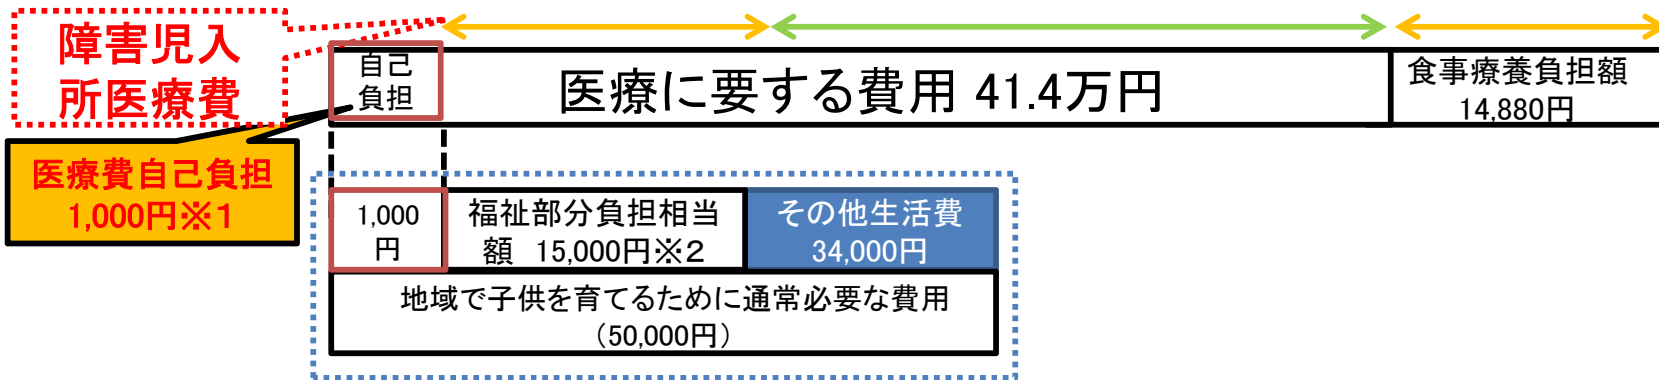 障害児入
所医療費
自己
負担
医療に要する費用 41.4万円
食事療養負担額
14,880円
医療費自己負担
1,000円※1
1,000
円
福祉部分負担相当
額　15,000円※2
その他生活費
34,000円
地域で子供を育てるために通常必要な費用
（50,000円）